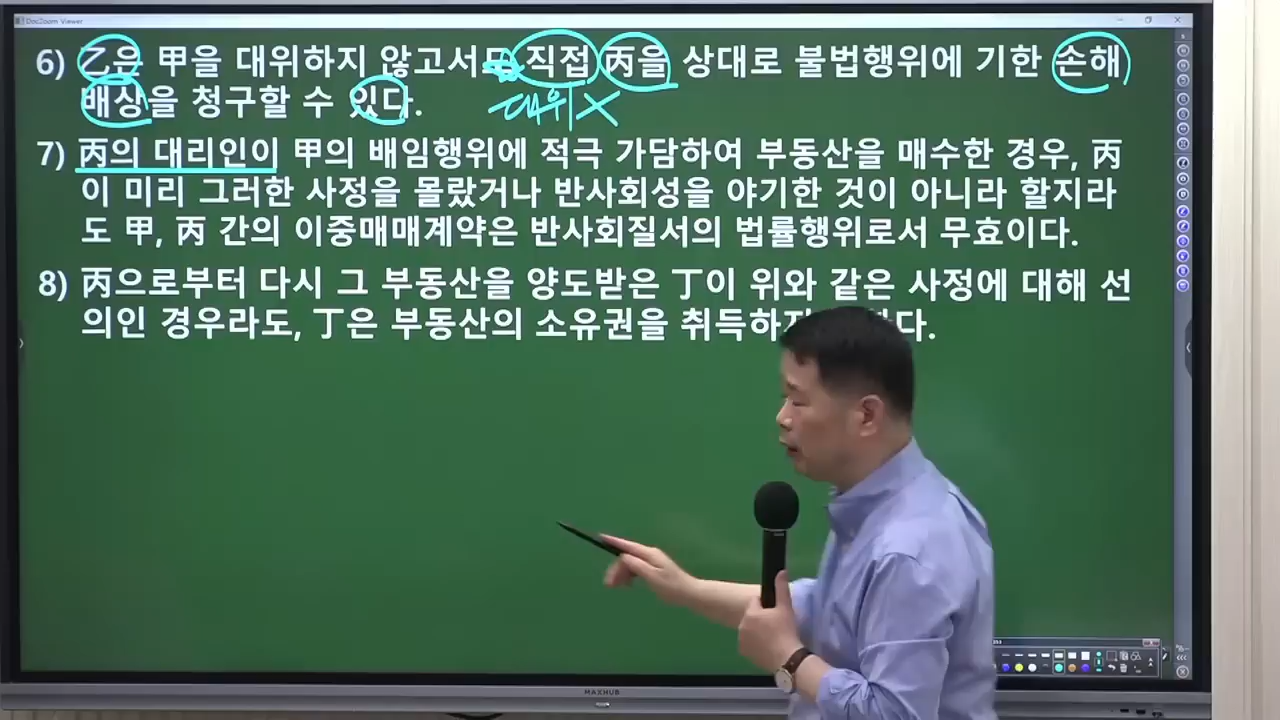 DocZoom Viewer
6) 乙은 甲을 대위하지 않고서도 직접 丙을 상대로 불법행위에 기한 손해
배상을 청구할 수 있다.
대위X
7) 丙의 대리인이 甲의 배임행위에 적극 가담하여 부동산을 매수한 경우, 丙
이 미리 그러한 사정을 몰랐거나 반사회성을 야기한 것이 아니라 할지라
도 甲, 丙 간의 이중매매계약은 반사회질서의 법률행위로서 무효이다.
8) 丙으로부터 다시 그 부동산을 양도받은 丁이 위와 같은 사정에 대해 선
의인 경우라도, 丁은 부동산의 소유권을 취득하지 다.
MAXHUB